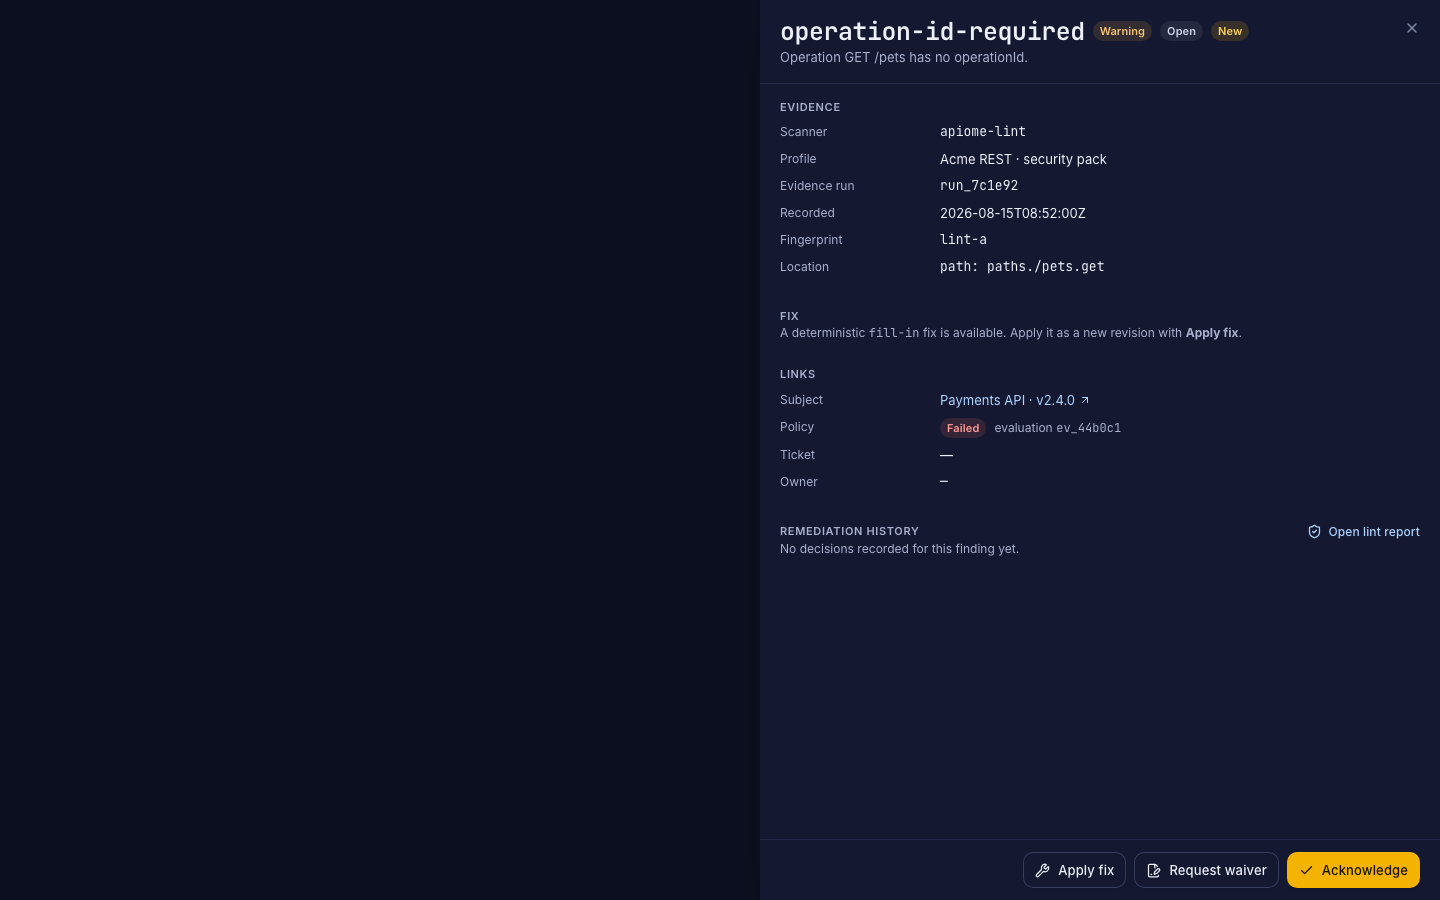 operation-id-required Warning Open New
Operation GET /pets has no operationId.
EVIDENCE
Scanner apiome-lint
Profile Acme REST · security pack
Evidence run run_7c1e92
Recorded 2026-08-15T08:52:00Z
Fingerprint lint-a
Location path: paths./pets.get
FIX
A deterministic fill-in fix is available. Apply it as a new revision with Apply fix.
LINKS
Subject Payments API · v2.4.0
Policy Failed evaluation ev_44b0c1
Ticket —
Owner —
REMEDIATION HISTORY Open lint report
No decisions recorded for this finding yet.
Apply fix Request waiver Acknowledge